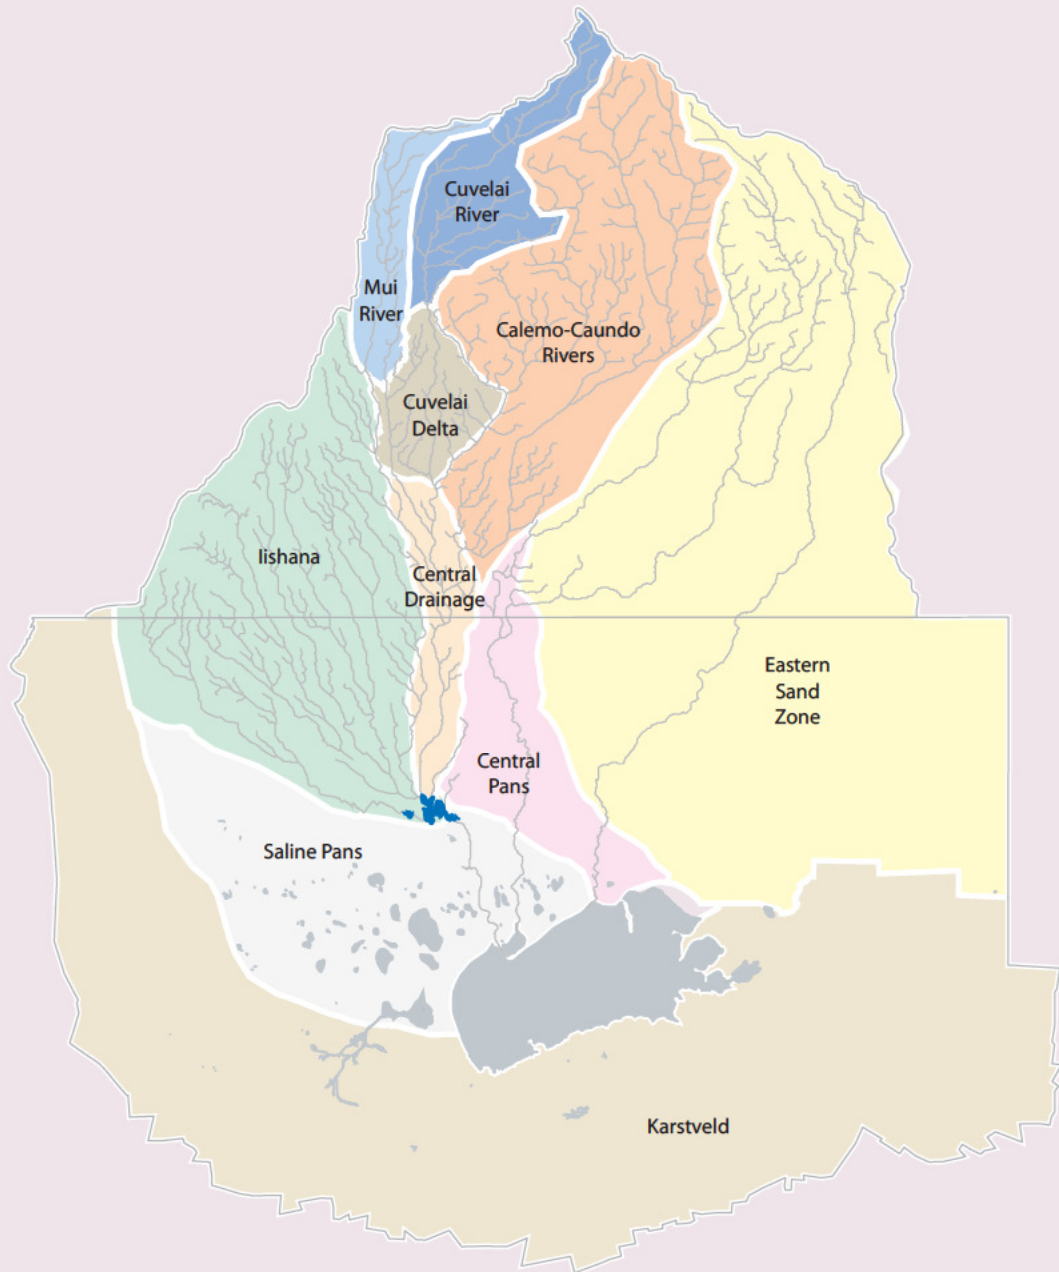 Cuvelai
River
Mui
River
Calemo-Caundo
Rivers
Cuvelai
Delta
Iishana
Central
Drainage
Eastern
Sand
Zone
Central
Pans
Saline Pans
Karstveld